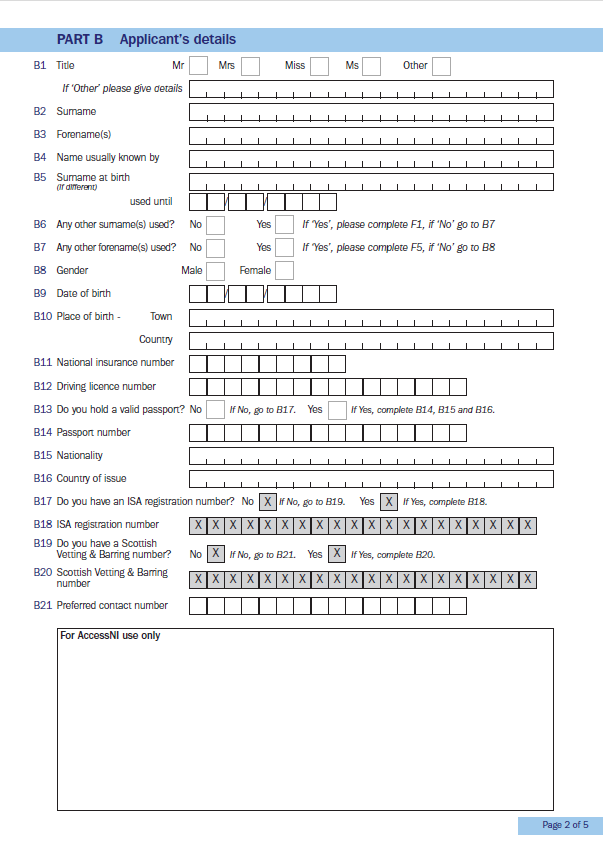 PART B Applicant's details
B1 Title Mr Mrs Miss Ms Other
If 'Other' please give details
B2 Surname
B3 Forename(s)
B4 Name usually known by
B5 Surname at birth
(if different)
used until / /
B6 Any other surname(s) used? No Yes If 'Yes', please complete F1, if 'No' go to B7
B7 Any other forename(s) used? No Yes If 'Yes', please complete F5, if 'No' go to B8
B8 Gender Male Female
B9 Date of birth / /
B10 Place of birth - Town
Country
B11 National insurance number
B12 Driving licence number
B13 Do you hold a valid passport? No If No, go to B17. Yes If Yes, complete B14, B15 and B16.
B14 Passport number
B15 Nationality
B16 Country of issue
B17 Do you have an ISA registration number? No X If No, go to B19. Yes X If Yes, complete B18.
B18 ISA registration number X X X X X X X X X X X X X X X X X X X X
B19 Do you have a Scottish
Vetting & Barring number? No X If No, go to B21. Yes X If Yes, complete B20.
B20 Scottish Vetting & Barring
number X X X X X X X X X X X X X X X X X X X X
B21 Preferred contact number
For AccessNI use only
Page 2 of 5